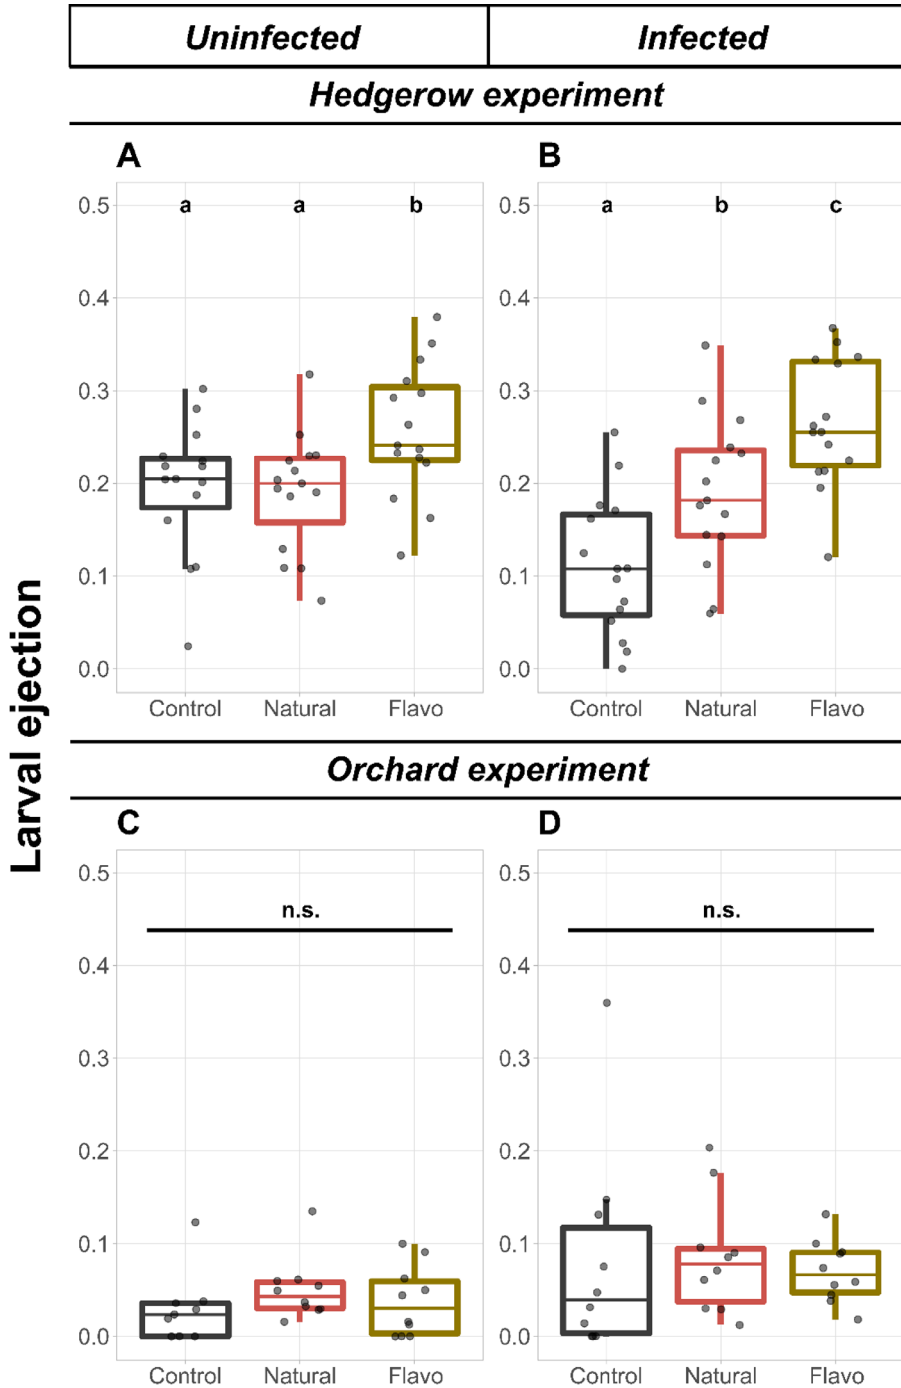 Uninfected Infected
Hedgerow experiment
A B
0.5 a a b 0.5 a b c
0.4 0.4
0.3 0.3
0.2 0.2
0.1 0.1
0.0 0.0
Control Natural Flavo Control Natural Flavo
Larval ejection
Orchard experiment
C D
0.5 0.5
n.s. n.s.
0.4 0.4
0.3 0.3
0.2 0.2
0.1 0.1
0.0 0.0
Control Natural Flavo Control Natural Flavo